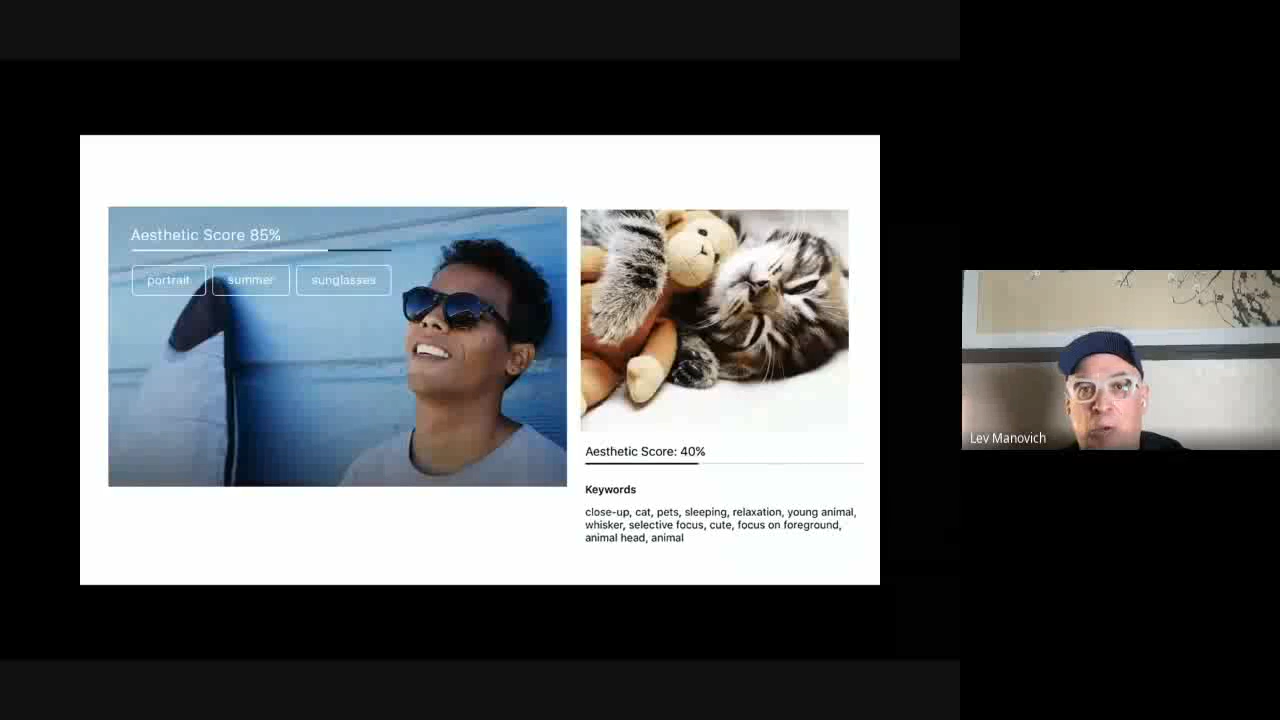 Aesthetic Score 85%
portrait summer sunglasses
Aesthetic Score: 40%
Keywords
close-up, cat, pets, sleeping, relaxation, young animal,
whisker, selective focus, cute, focus on foreground,
animal head, animal
Lev Manovich